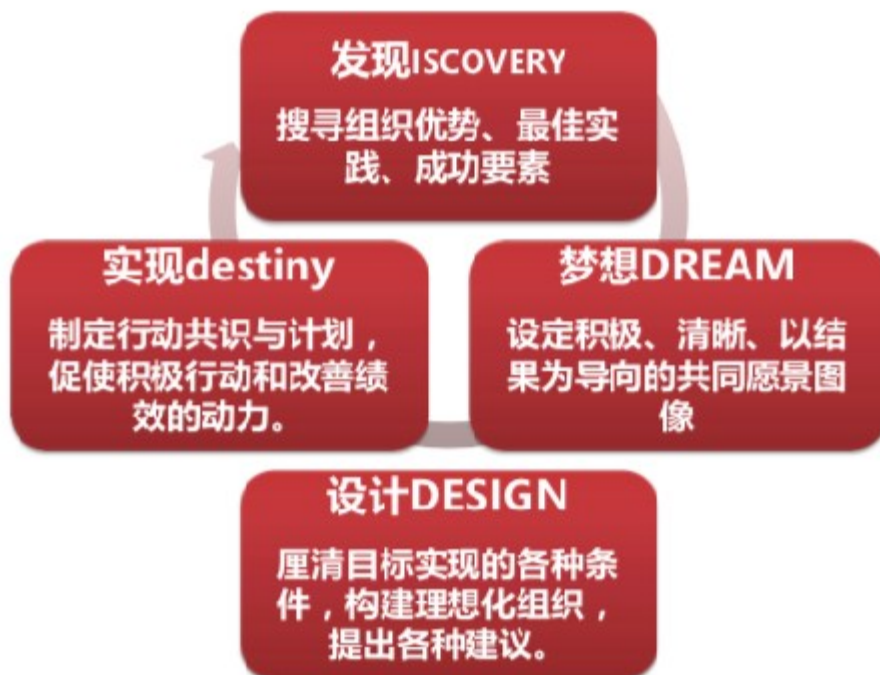 发现ISCOVERY
搜寻组织优势、最佳实
践、成功要素
梦想DREAM
设定积极、清晰、以结
果为导向的共同愿景图
像
设计DESIGN
厘清目标实现的各种条
件，构建理想化组织，
提出各种建议。
实现destiny
制定行动共识与计划，
促使积极行动和改善绩
效的动力。